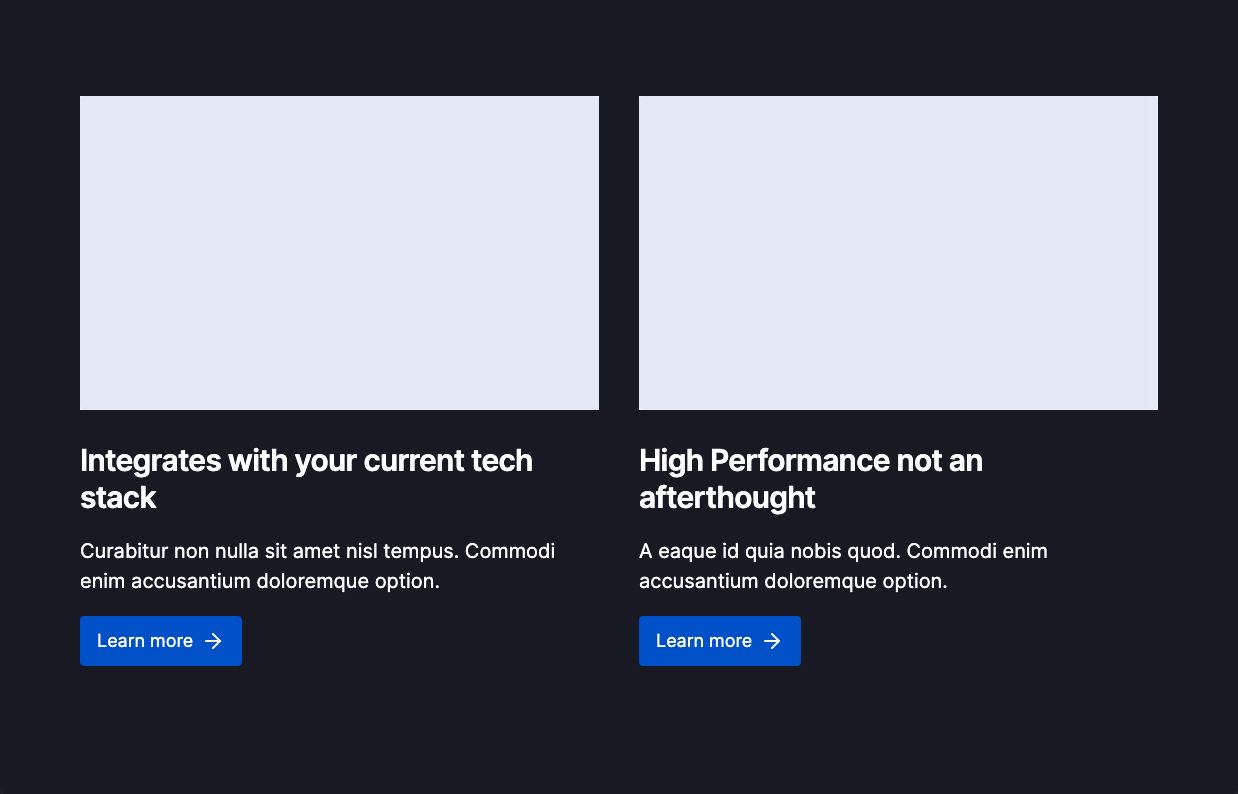 Integrates with your current tech
stack
Curabitur non nulla sit amet nisl tempus. Commodi
enim accusantium doloremque option.
Learn more
High Performance not an
afterthought
A eaque id quia nobis quod. Commodi enim
accusantium doloremque option.
Learn more